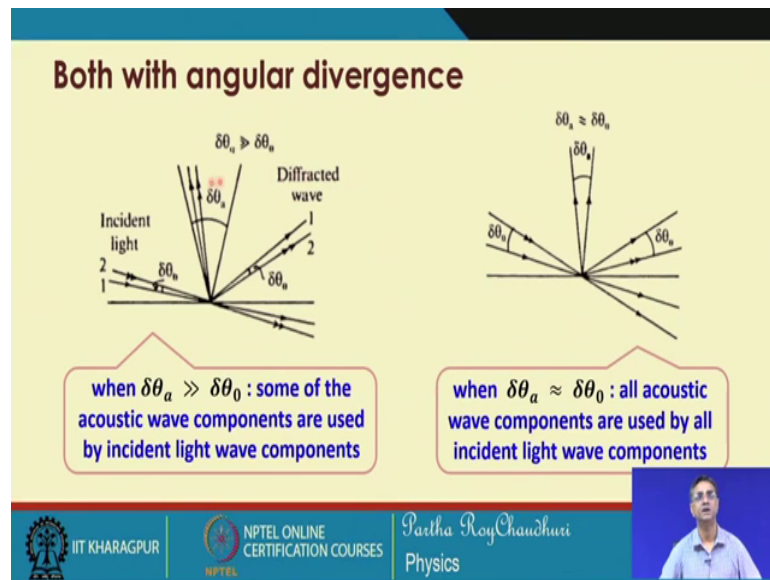 Both with angular divergence
δθₐ ≫ δθ₀
δθₐ
Diffracted
wave
1
2
δθ₀
Incident
light
2
1
δθ₀
δθₐ ≈ δθ₀
δθₐ
δθ₀
δθ₀
when δθₐ ≫ δθ₀ : some of the
acoustic wave components are used
by incident light wave components
when δθₐ ≈ δθ₀ : all acoustic
wave components are used by all
incident light wave components
IIT KHARAGPUR
NPTEL
NPTEL ONLINE
CERTIFICATION COURSES
Partha RoyChaudhuri
Physics